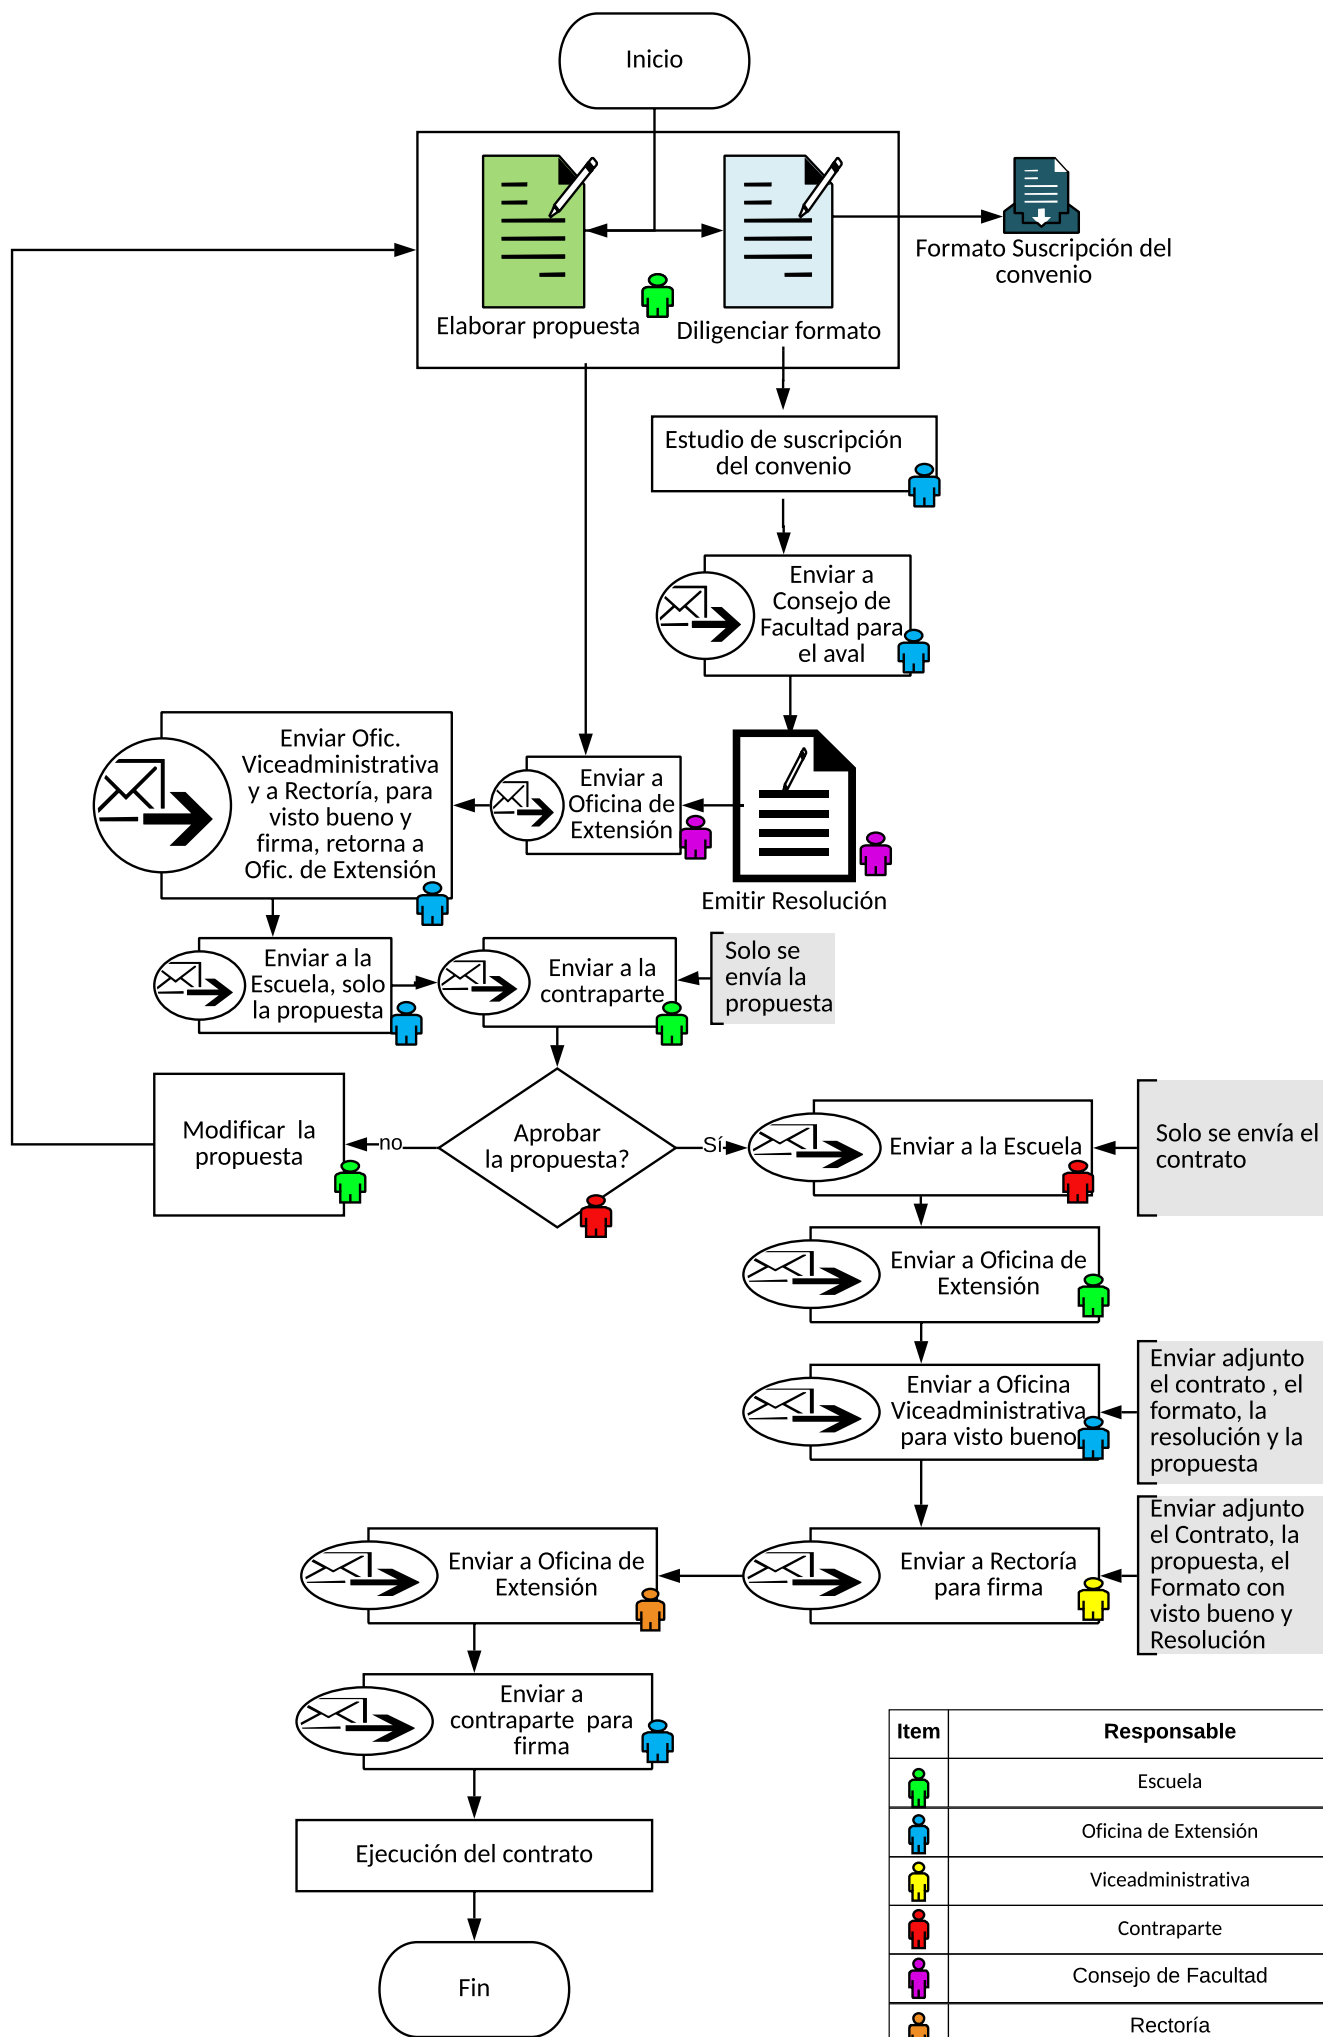 Inicio
Elaborar propuesta
Diligenciar formato
Formato Suscripción del
convenio
Estudio de suscripción
del convenio
Enviar a
Consejo de
Facultad para
el aval
Enviar Ofic.
Viceadministrativa
y a Rectoría, para
visto bueno y
firma, retorna a
Ofic. de Extensión
Enviar a
Oficina de
Extensión
Emitir Resolución
Enviar a la
Escuela, solo
la propuesta
Enviar a la
contraparte
Solo se
envía la
propuesta
Modificar la
propuesta
no
Aprobar
la propuesta?
Sí
Enviar a la Escuela
Solo se envía el
contrato
Enviar a Oficina de
Extensión
Enviar a Oficina
Viceadministrativa
para visto bueno
Enviar adjunto
el contrato , el
formato, la
resolución y la
propuesta
Enviar a Oficina de
Extensión
Enviar a Rectoría
para firma
Enviar adjunto
el Contrato, la
propuesta, el
Formato con
visto bueno y
Resolución
Enviar a
contraparte para
firma
Ejecución del contrato
Fin
Item Responsable
Escuela
Oficina de Extensión
Viceadministrativa
Contraparte
Consejo de Facultad
Rectoría